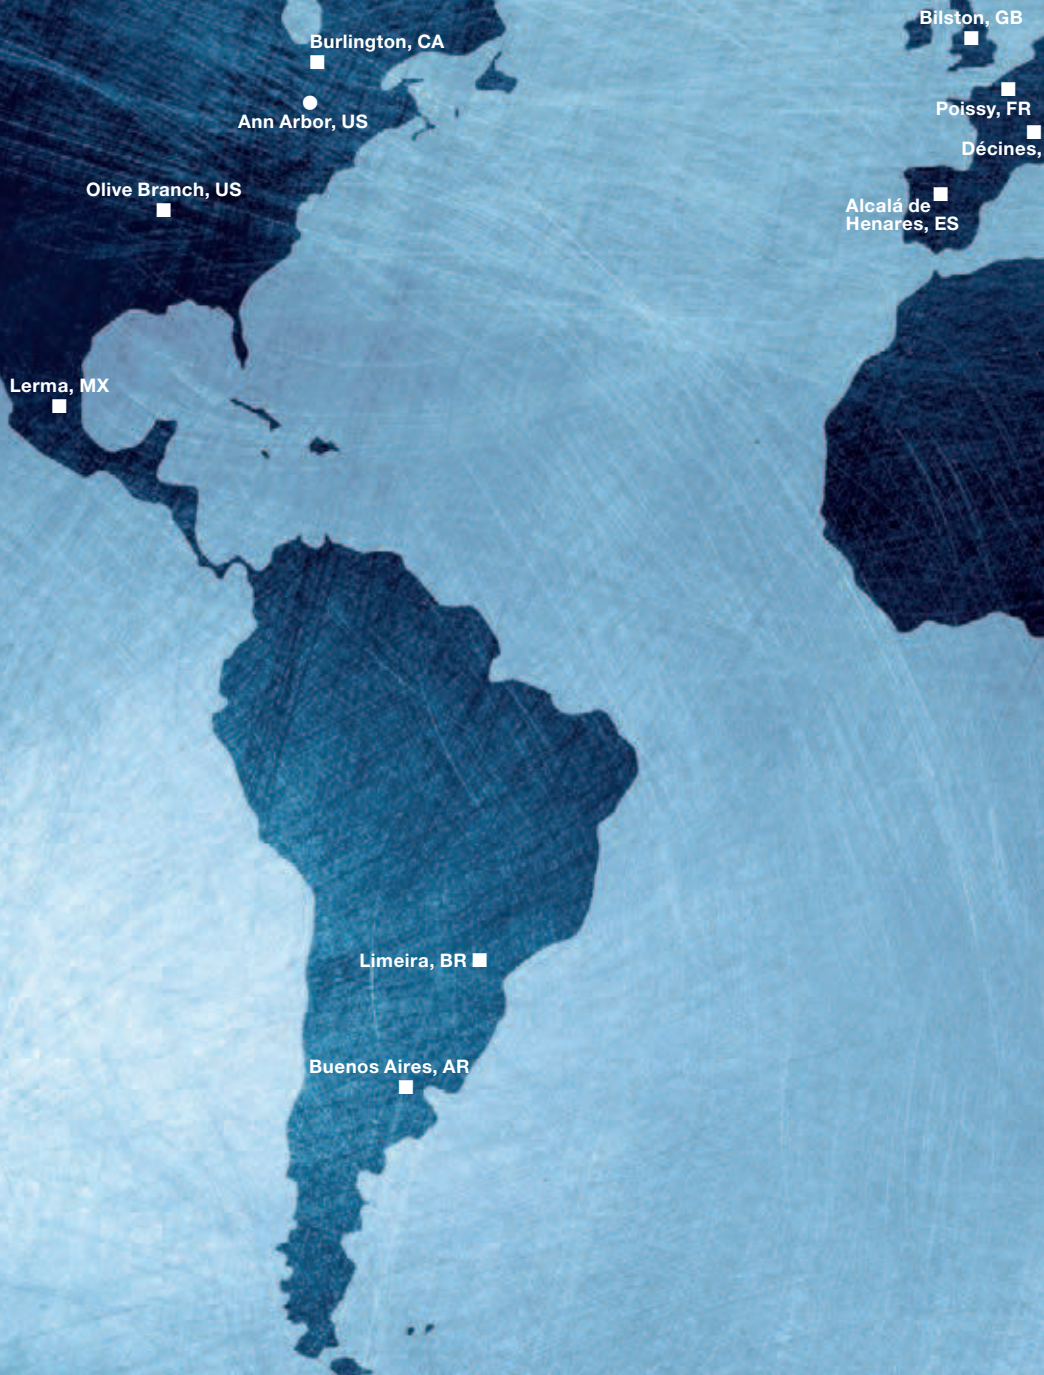 Bilston, GB
Burlington, CA
Poissy, FR
Ann Arbor, US
Décines,
Olive Branch, US
Alcalá de
Henares, ES
Lerma, MX
Limeira, BR
Buenos Aires, AR